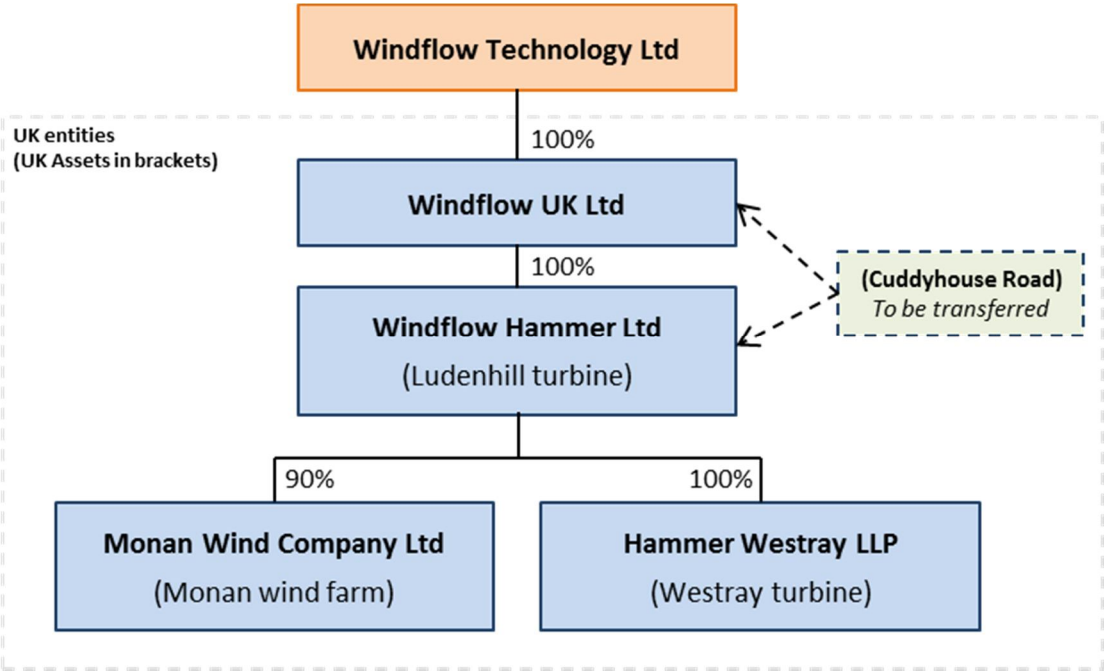 Windflow Technology Ltd
UK entities
(UK Assets in brackets)
100%
Windflow UK Ltd
100%
(Cuddyhouse Road)
To be transferred
Windflow Hammer Ltd
(Ludenhill turbine)
90%
100%
Monan Wind Company Ltd
(Monan wind farm)
Hammer Westray LLP
(Westray turbine)